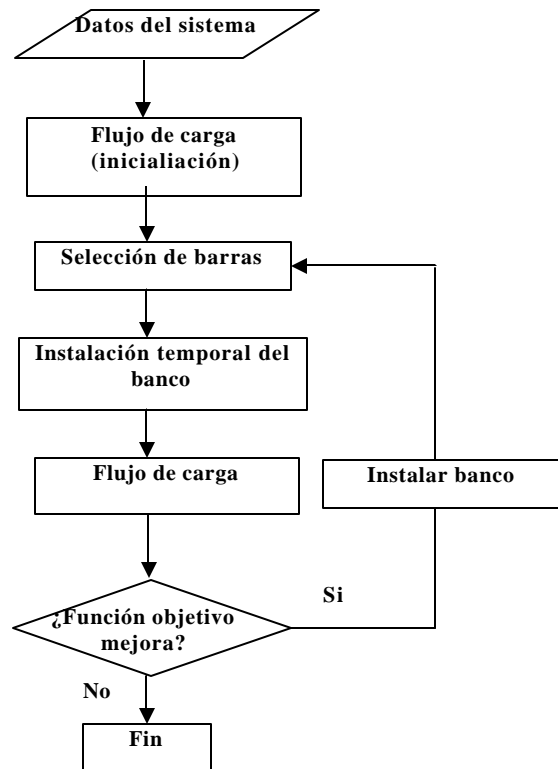 Datos del sistema
Flujo de carga
(inicialiación)
Selección de barras
Instalación temporal del
banco
Flujo de carga
Instalar banco
¿Función objetivo
mejora?
Si
No
Fin